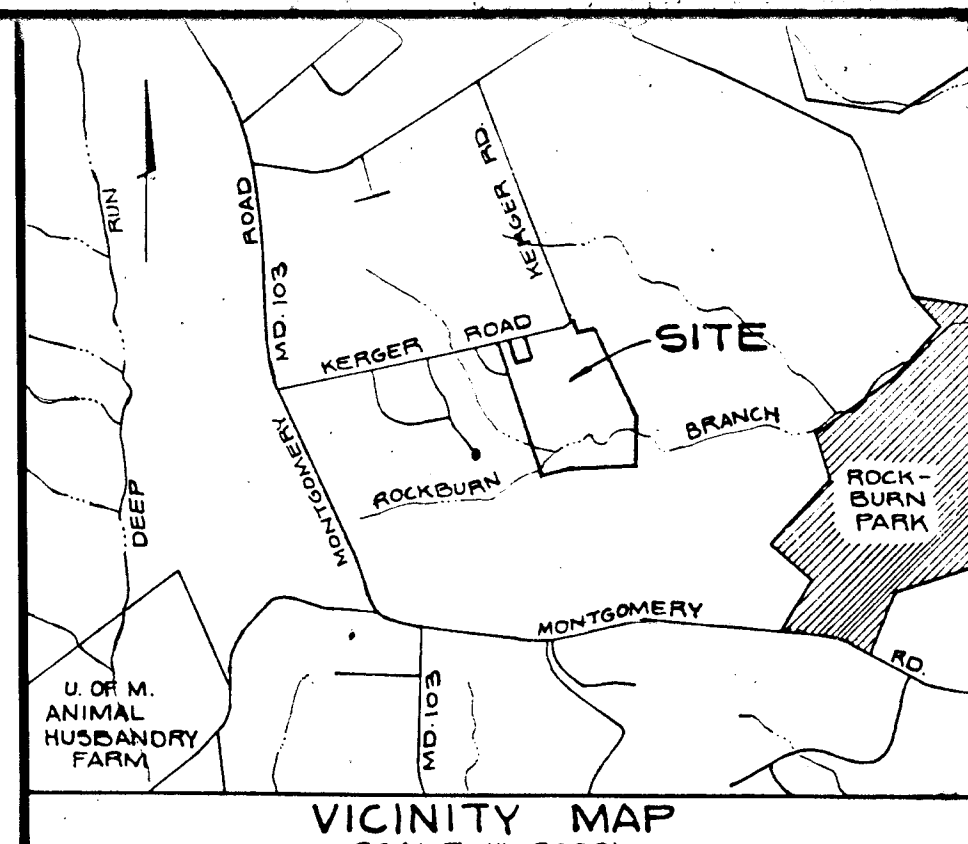 RUN
ROAD
MD. 103
KERGER RD.
KERGER ROAD
SITE
ROCKBURN BRANCH
MONTGOMERY
DEEP
ROCK-
BURN
PARK
MONTGOMERY RD.
MD. 103
U. OF M.
ANIMAL
HUSBANDRY
FARM
VICINITY MAP